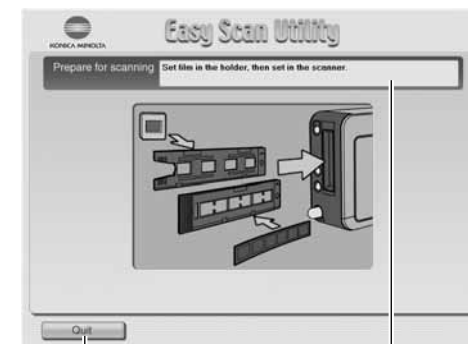 KONICA MINOLTA
Easy Scan Utility
Prepare for scanning
Set film in the holder, then set in the scanner.
Quit